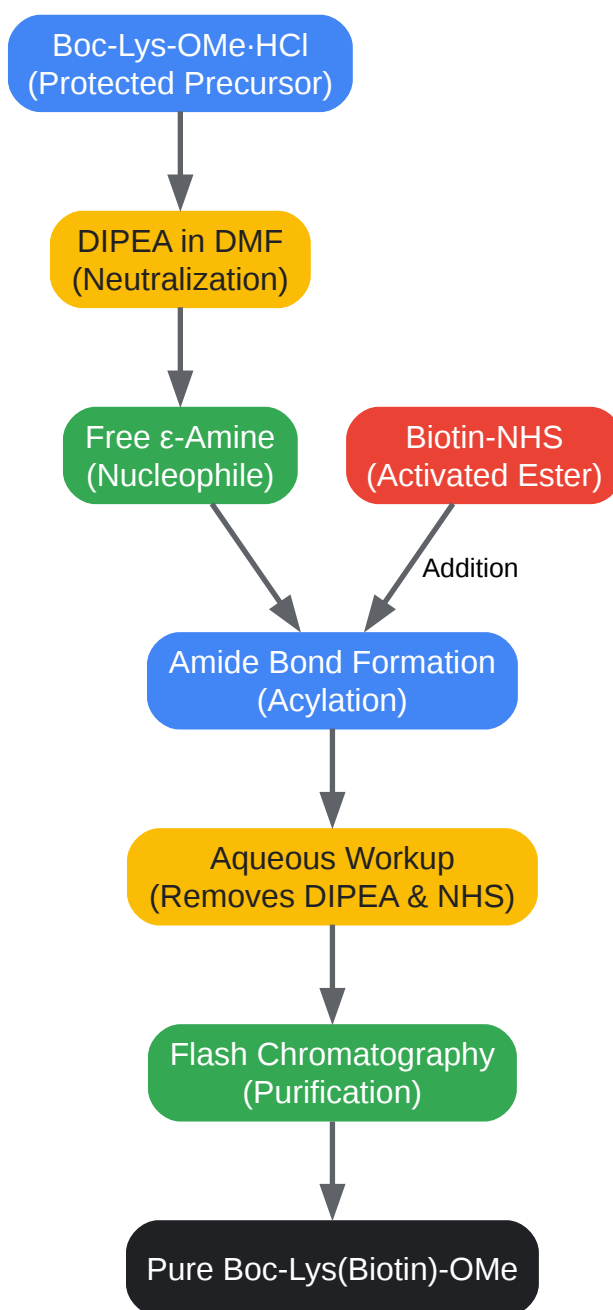 Boc-Lys-OMe·HCl
(Protected Precursor)
DIPEA in DMF
(Neutralization)
Free ε-Amine
(Nucleophile)
Biotin-NHS
(Activated Ester)
Addition
Amide Bond Formation
(Acylation)
Aqueous Workup
(Removes DIPEA & NHS)
Flash Chromatography
(Purification)
Pure Boc-Lys(Biotin)-OMe